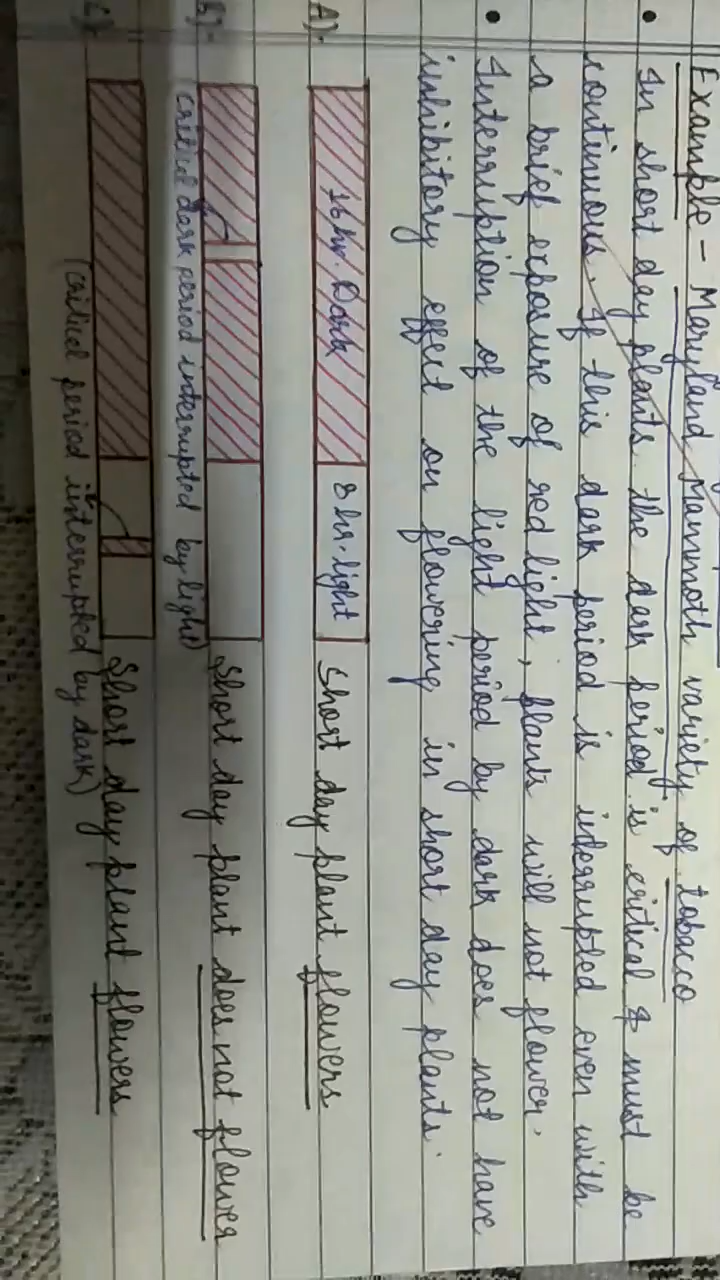 Example - Maryland Mammoth variety of tobacco
• In short day plants the dark period is critical & must be
continuous. If this dark period is interrupted even with
a brief exposure of red light, plants will not flower.
• Interruption of the light period by dark does not have
inhibitory effect on flowering in short day plants.
A)- 16 hr. Dark 8 hr. light Short day plant flowers
B)- Short day plant does not flower
(critical dark period interrupted by light)
C)- Short day plant flowers
(critical period interrupted by dark)